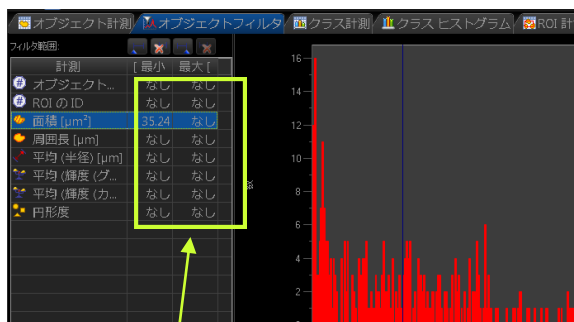 オブジェクト計測 オブジェクトフィルタ クラス計測 クラス ヒストグラム ROI 計
フィルタ範囲:
計測 [ 最小 最大 [
オブジェクト... なし なし
ROI の ID なし なし
面積 [μm²] 35.24 なし
周囲長 [μm] なし なし
平均 (半径) [μm] なし なし
平均 (輝度 (グ... なし なし
平均 (輝度 (カ... なし なし
円形度 なし なし
16
14
12
10
8
6
4
2